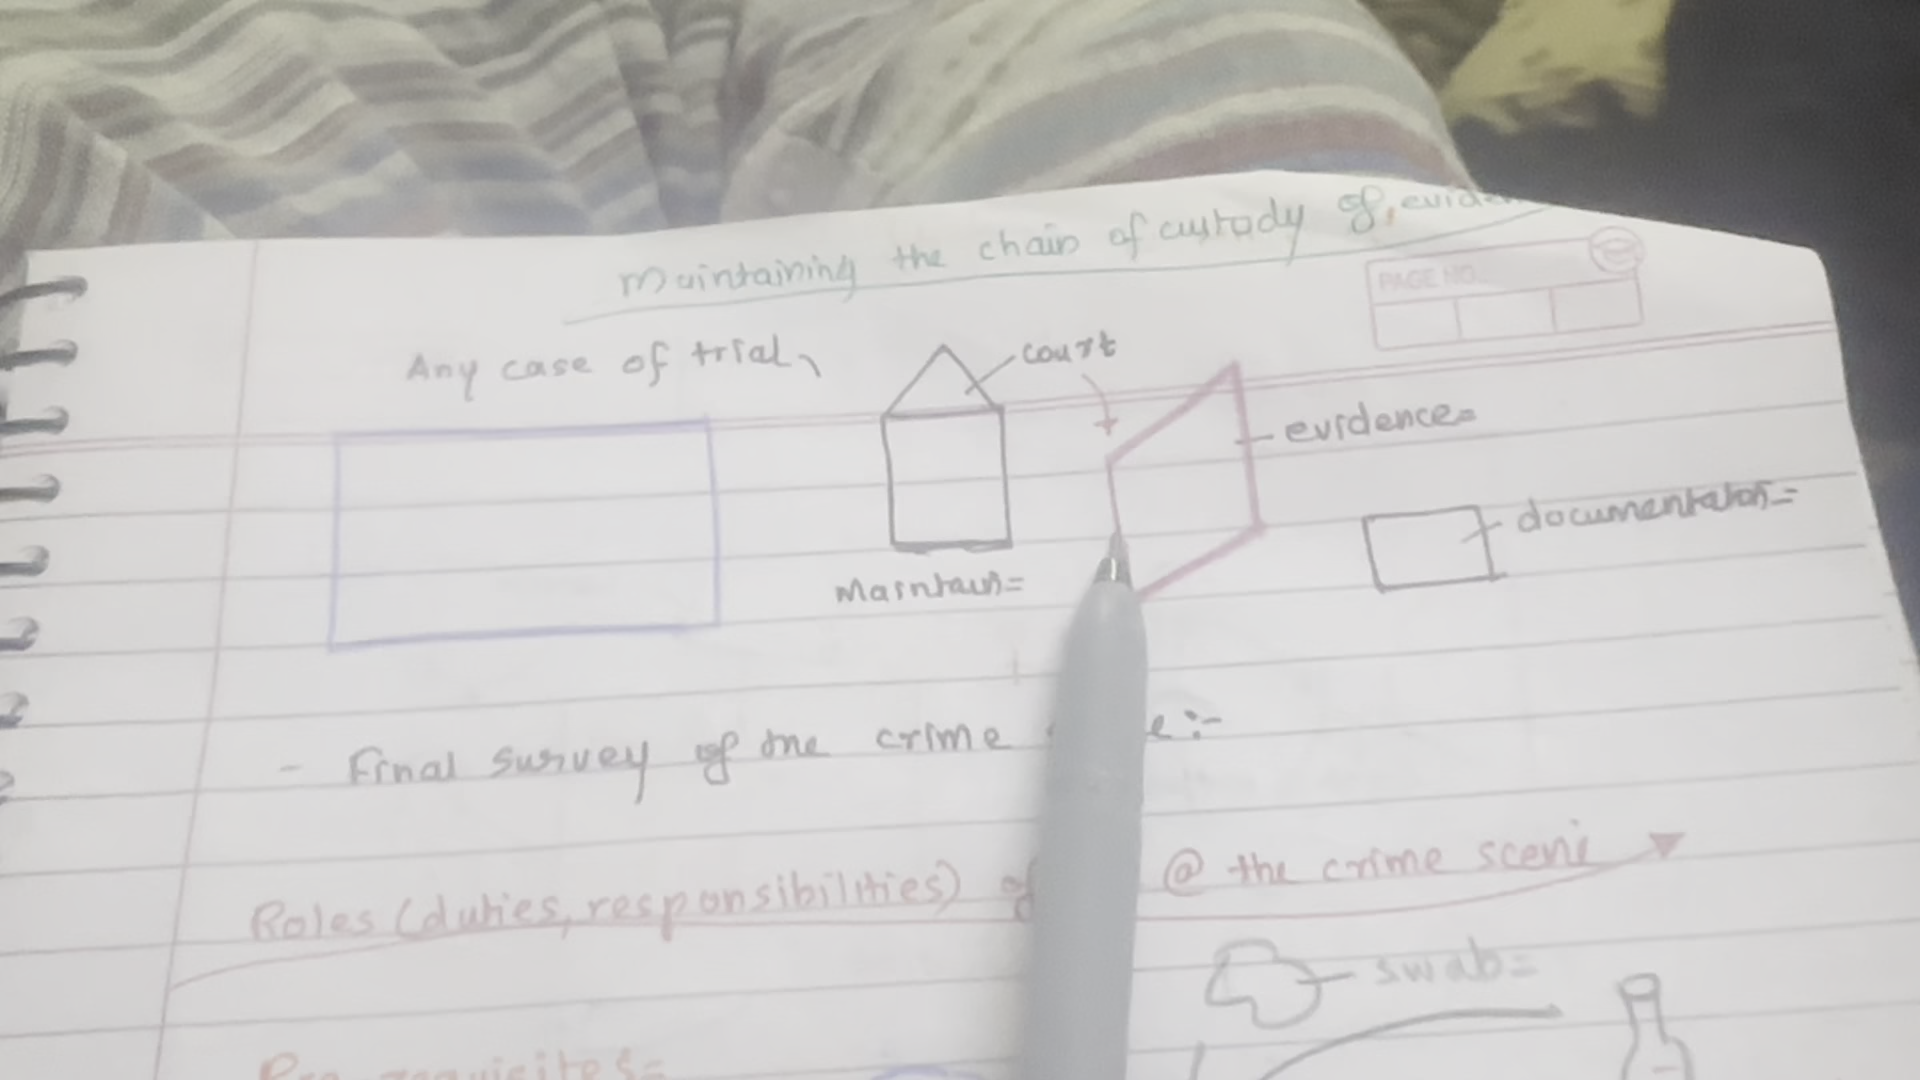 Maintaining the chain of custody of,
PAGE NO.
Any case of trial,
court
evidence=
documentation=
Maintain=
- Final survey of the crime
Roles (duties, responsibilities) of @ the crime scene
swab=